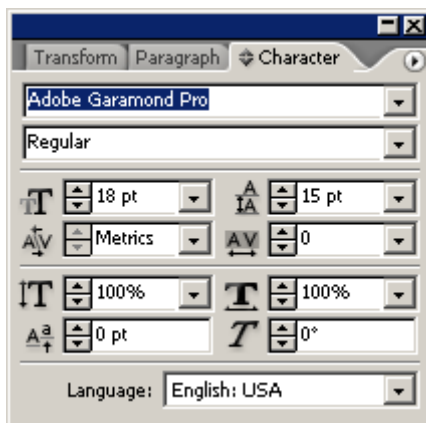 Transform Paragraph Character
Adobe Garamond Pro
Regular
18 pt 15 pt
Metrics 0
100% 100%
0 pt 0°
Language: English: USA